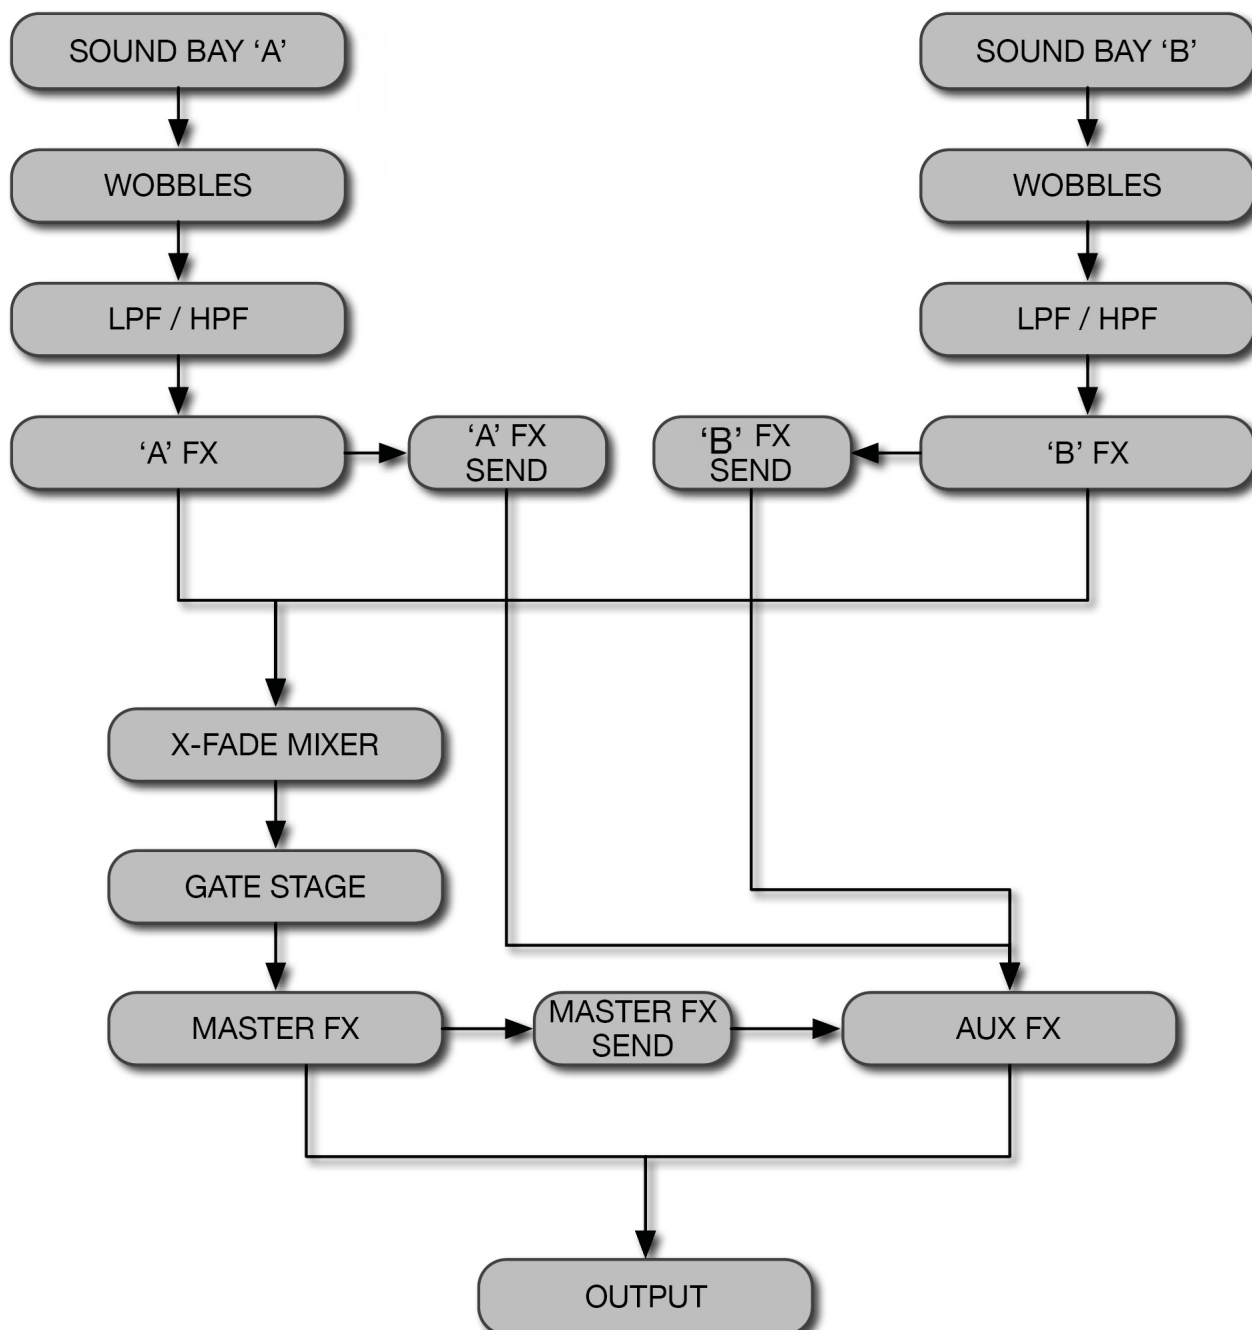 SOUND BAY ‘A’
SOUND BAY ‘B’
WOBBLES
WOBBLES
LPF / HPF
LPF / HPF
‘A’ FX
‘A’ FX
SEND
‘B’ FX
SEND
‘B’ FX
X-FADE MIXER
GATE STAGE
MASTER FX
MASTER FX
SEND
AUX FX
OUTPUT